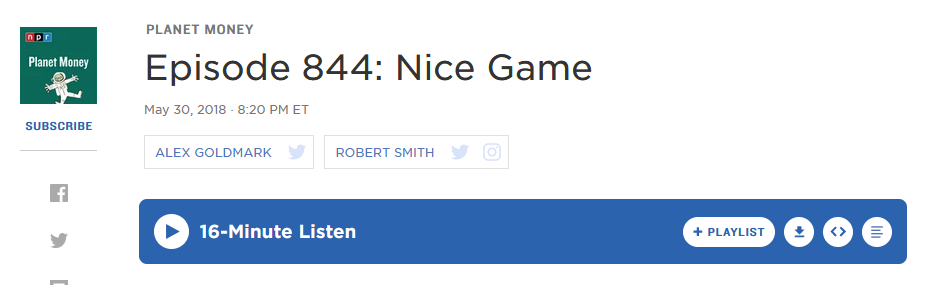 PLANET MONEY
Episode 844: Nice Game
May 30, 2018 · 8:20 PM ET
npr
Planet Money
SUBSCRIBE
ALEX GOLDMARK
ROBERT SMITH
16-Minute Listen
+ PLAYLIST